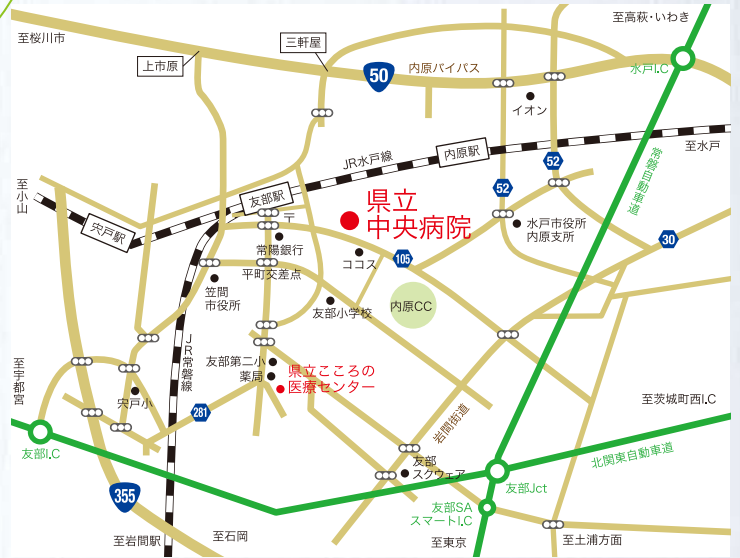 至高萩・いわき
至桜川市
三軒屋
上市原
50
内原バイパス
水戸I.C
イオン
至水戸
JR水戸線
内原駅
52
52
常磐自動車道
至小山
友部駅
県立
中央病院
宍戸駅
〒
水戸市役所
内原支所
30
常陽銀行
ココス
105
平町交差点
笠間
市役所
友部小学校
内原CC
JR常磐線
友部第二小
薬局
県立こころの
医療センター
至宇都宮
宍戸小
281
岩間街道
至茨城町西I.C
友部I.C
友部
スクウェア
北関東自動車道
友部Jct
355
友部SA
スマートI.C
至岩間駅
至石岡
至東京
至土浦方面